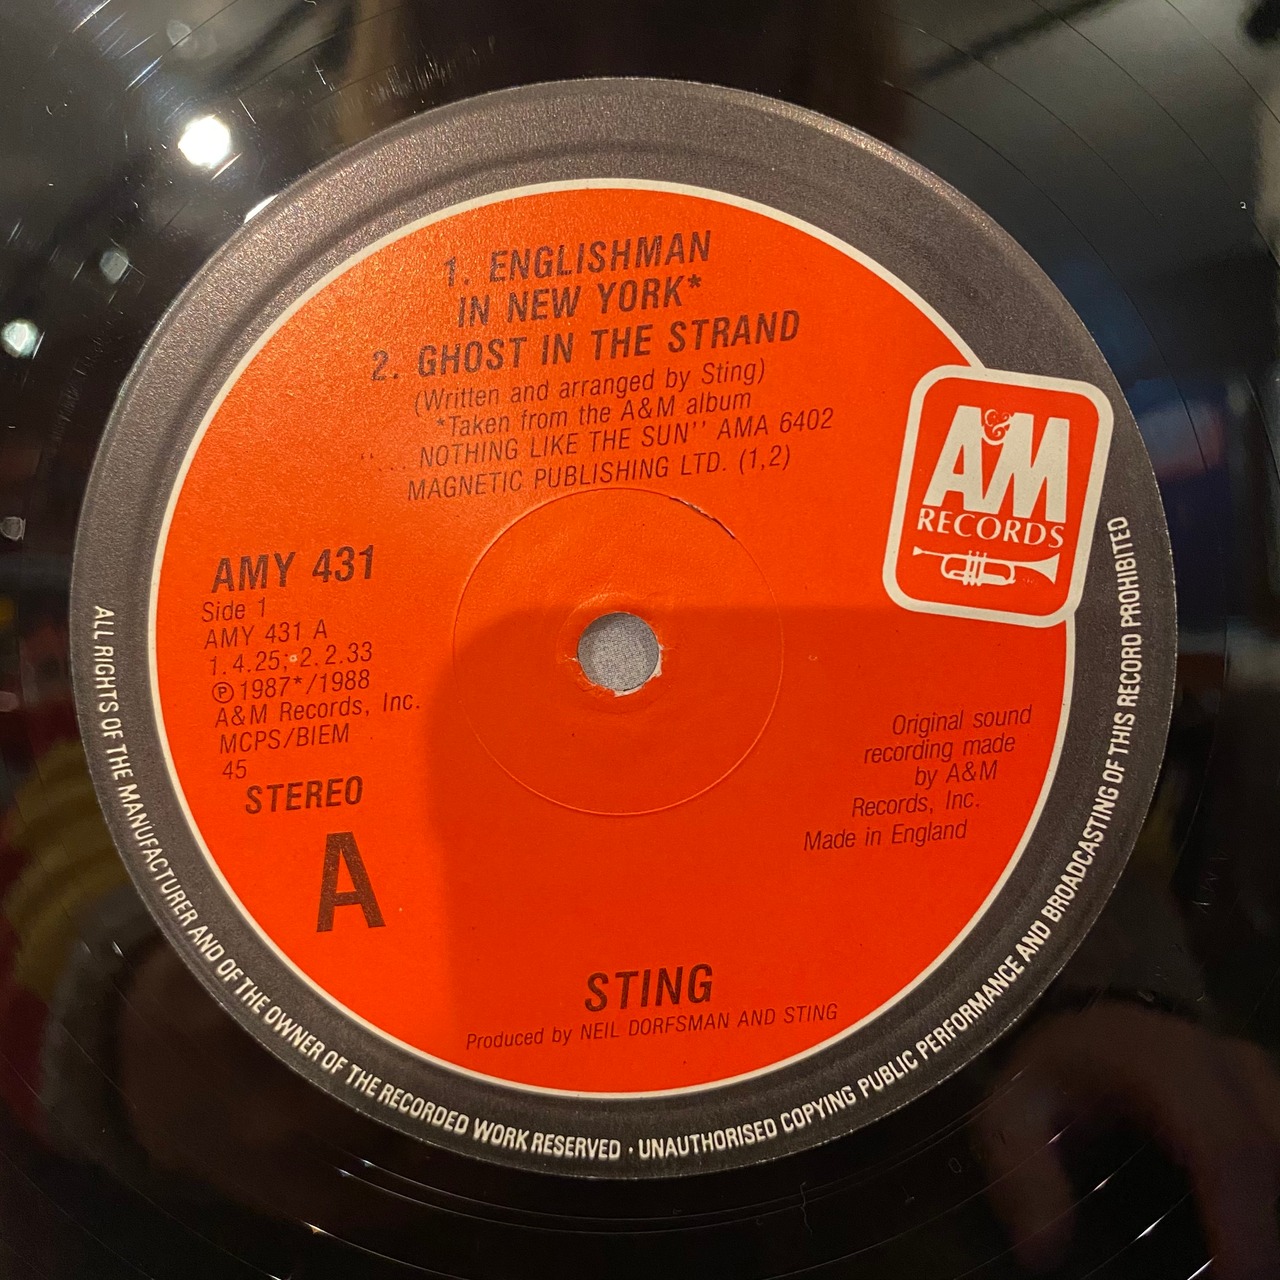 1. ENGLISHMAN
IN NEW YORK*
2. GHOST IN THE STRAND
(Written and arranged by Sting)
*Taken from the A&M album
"... NOTHING LIKE THE SUN" AMA 6402
MAGNETIC PUBLISHING LTD. (1,2)
A&M
RECORDS
AMY 431
Side 1
AMY 431 A
1. 4.25; 2. 2.33
Ⓟ 1987*/1988
A&M Records, Inc.
MCPS/BIEM
45
STEREO
A
Original sound
recording made
by A&M
Records, Inc.
Made in England
STING
Produced by NEIL DORFSMAN AND STING
ALL RIGHTS OF THE MANUFACTURER AND OF THE OWNER OF THE RECORDED WORK RESERVED · UNAUTHORISED COPYING PUBLIC PERFORMANCE AND BROADCASTING OF THIS RECORD PROHIBITED